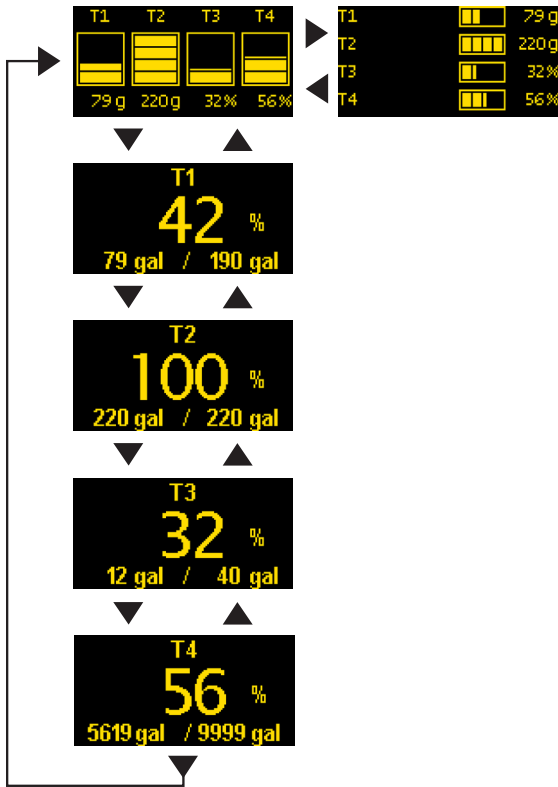 T1 T2 T3 T4
79 g 220 g 32% 56%
T1 79 g
T2 220 g
T3 32%
T4 56%
T1
42 %
79 gal / 190 gal
T2
100 %
220 gal / 220 gal
T3
32 %
12 gal / 40 gal
T4
56 %
5619 gal / 9999 gal